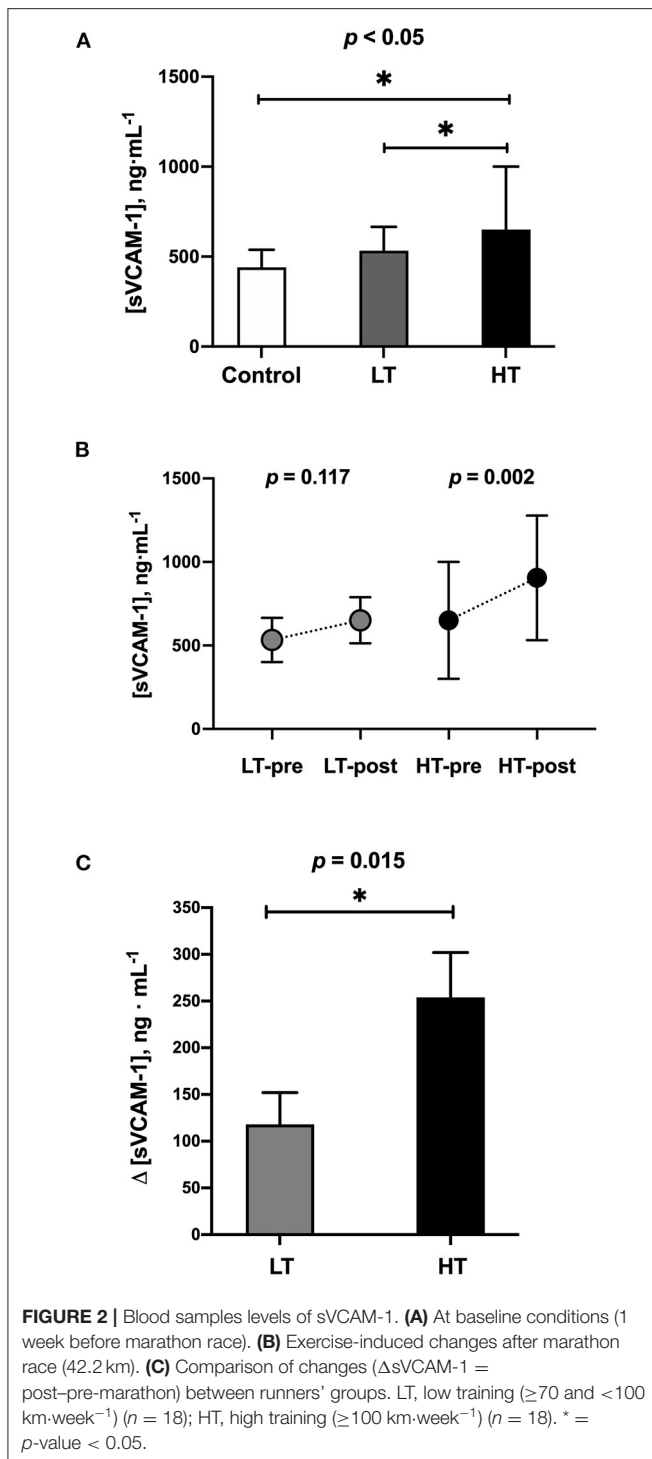 A
p < 0.05
*
*
1500
1000
500
0
[sVCAM-1], ng·mL⁻¹
Control LT HT
B
p = 0.117 p = 0.002
1500
1000
500
0
[sVCAM-1], ng·mL⁻¹
LT-pre LT-post HT-pre HT-post
C
p = 0.015
*
350
300
250
200
150
100
50
0
Δ [sVCAM-1], ng · mL⁻¹
LT HT
FIGURE 2 | Blood samples levels of sVCAM-1. (A) At baseline conditions (1
week before marathon race). (B) Exercise-induced changes after marathon
race (42.2 km). (C) Comparison of changes (ΔsVCAM-1 =
post–pre-marathon) between runners' groups. LT, low training (≥70 and <100
km·week⁻¹) (n = 18); HT, high training (≥100 km·week⁻¹) (n = 18). * =
p-value < 0.05.